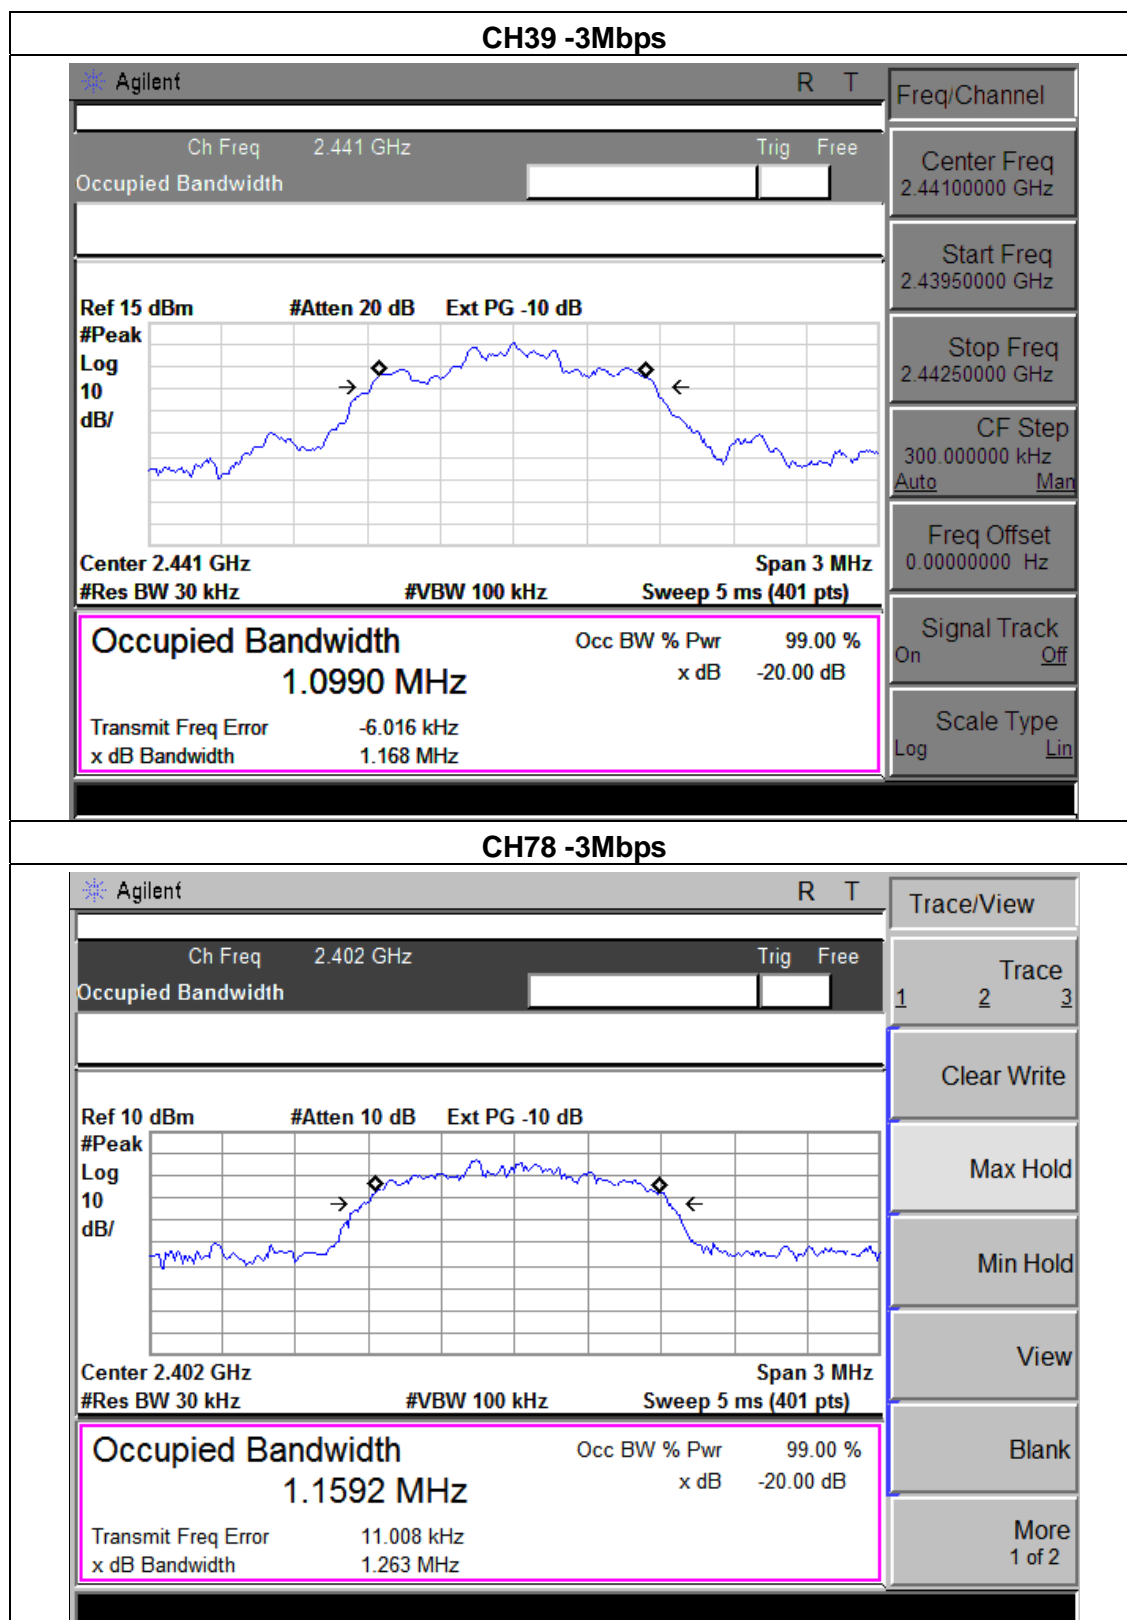 CH39 -3Mbps
Agilent R T
Freq/Channel
Ch Freq 2.441 GHz Trig Free
Occupied Bandwidth
Center Freq
2.44100000 GHz
Start Freq
2.43950000 GHz
Stop Freq
2.44250000 GHz
CF Step
300.000000 kHz
Auto Man
Freq Offset
0.00000000 Hz
Signal Track
On Off
Scale Type
Log Lin
Ref 15 dBm #Atten 20 dB Ext PG -10 dB
#Peak
Log
10
dB/
Center 2.441 GHz Span 3 MHz
#Res BW 30 kHz #VBW 100 kHz Sweep 5 ms (401 pts)
Occupied Bandwidth Occ BW % Pwr 99.00 %
1.0990 MHz x dB -20.00 dB
Transmit Freq Error -6.016 kHz
x dB Bandwidth 1.168 MHz
CH78 -3Mbps
Agilent R T
Trace/View
Ch Freq 2.402 GHz Trig Free
Occupied Bandwidth
Trace
1 2 3
Clear Write
Max Hold
Min Hold
View
Blank
More
1 of 2
Ref 10 dBm #Atten 10 dB Ext PG -10 dB
#Peak
Log
10
dB/
Center 2.402 GHz Span 3 MHz
#Res BW 30 kHz #VBW 100 kHz Sweep 5 ms (401 pts)
Occupied Bandwidth Occ BW % Pwr 99.00 %
1.1592 MHz x dB -20.00 dB
Transmit Freq Error 11.008 kHz
x dB Bandwidth 1.263 MHz